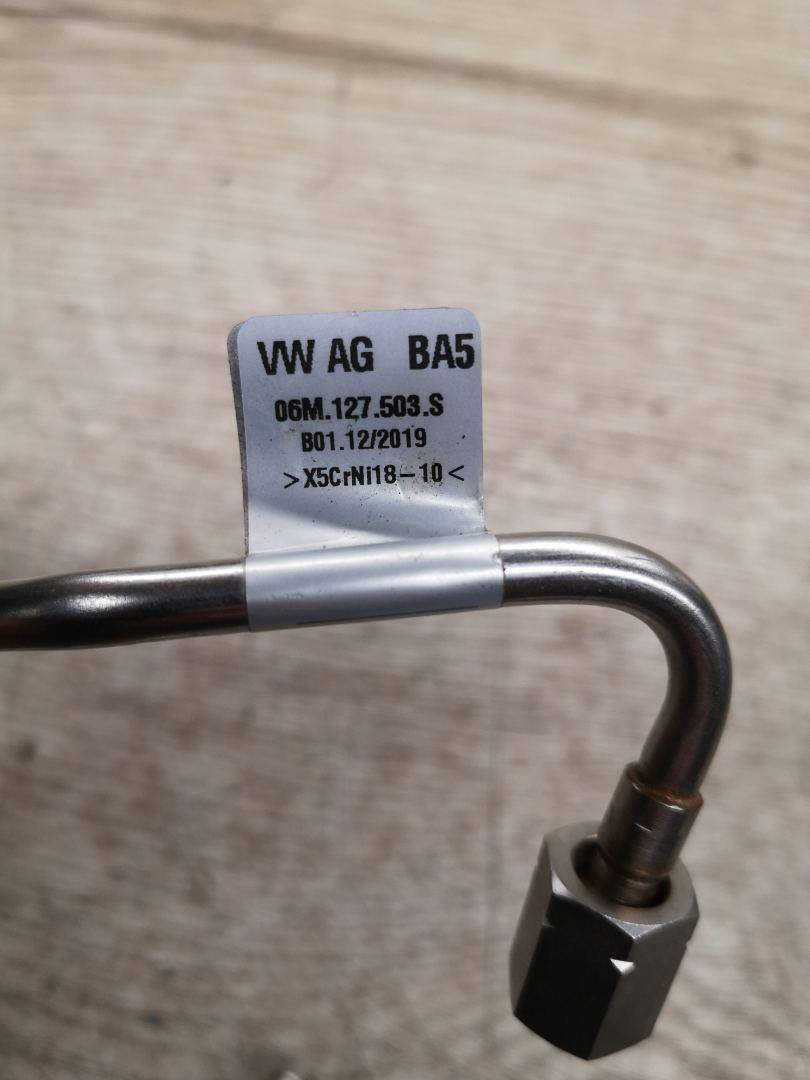 VW AG BA5
06M.127.503.S
B01.12/2019
>X5CrNi18-10<